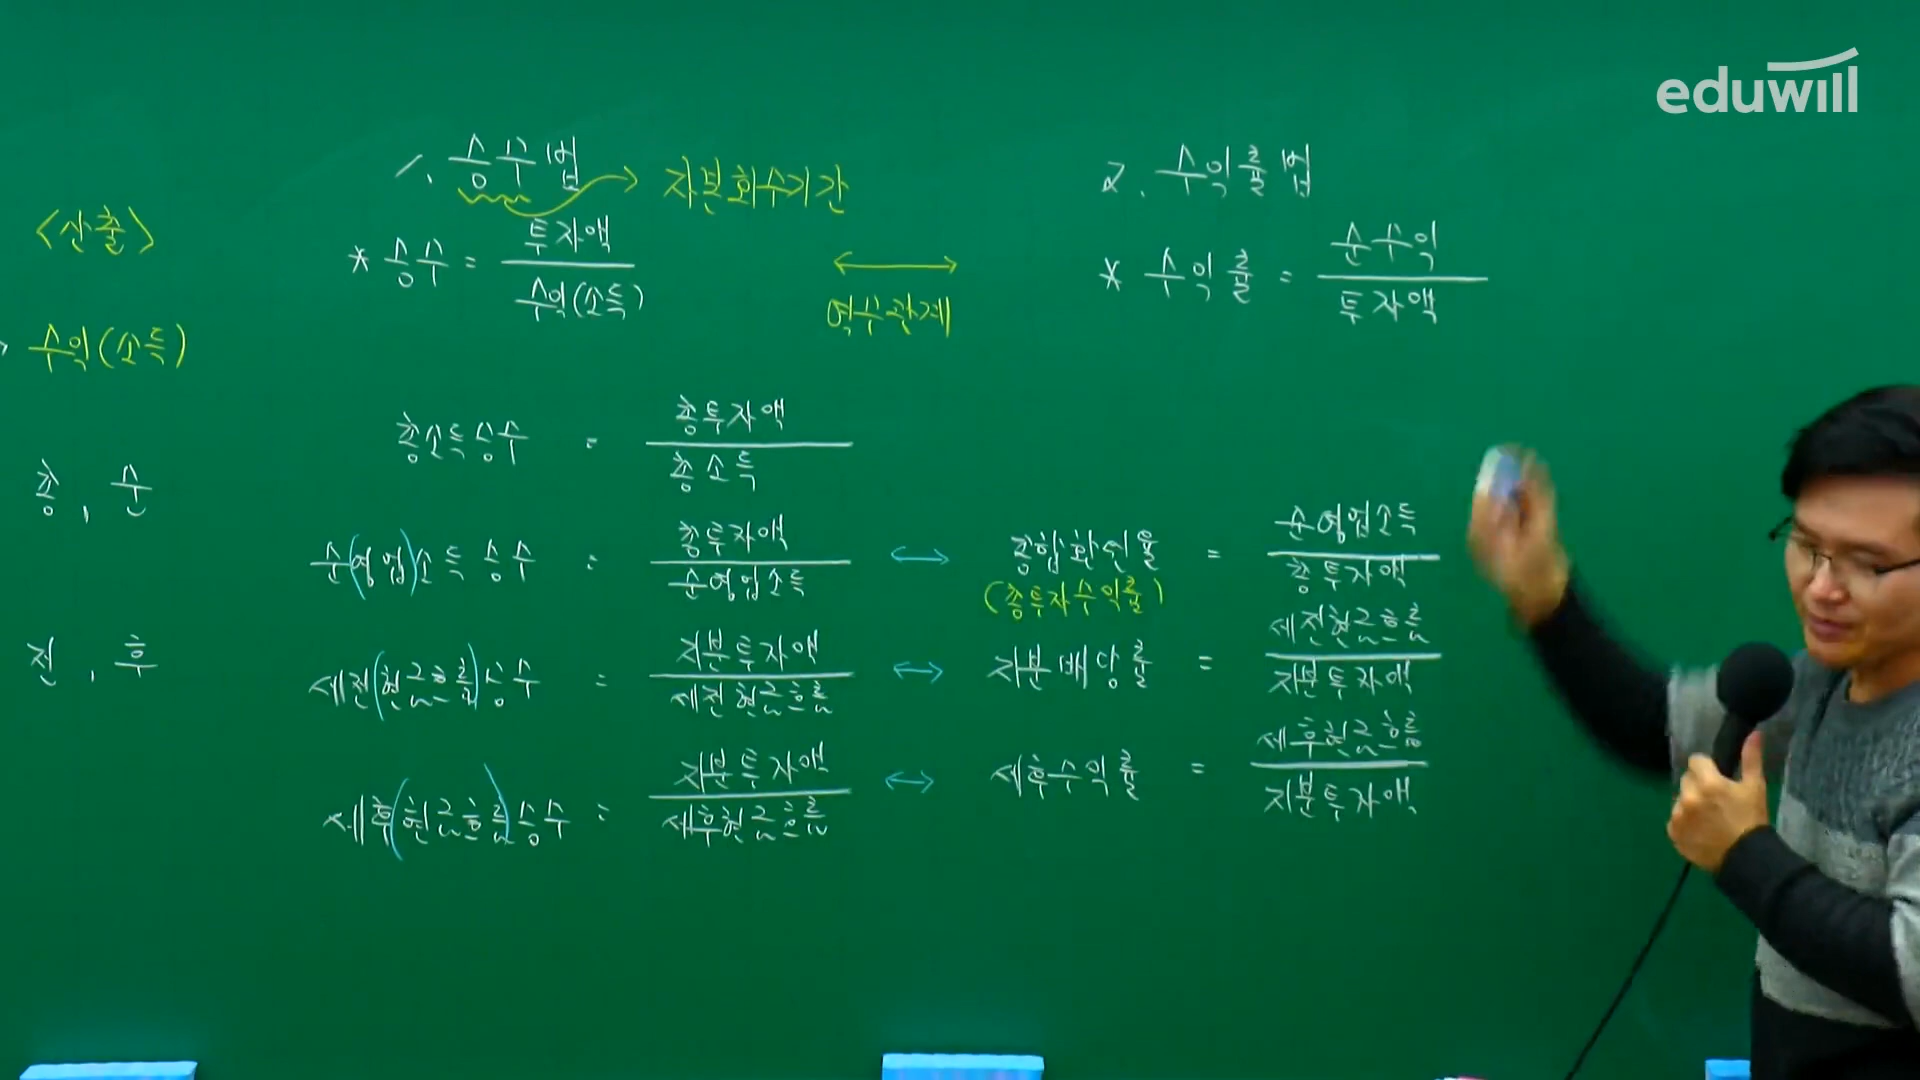 eduwill
<산출>
수익(소득)
총, 순
전, 후
1. 승수법 → 자본회수기간
* 승수 = 투자액 / 수익(소득)
↔ 역수관계
2. 수익률법
* 수익률 = 순수익 / 투자액
총소득승수 = 총투자액 / 총소득
순(영업)소득 승수 = 총투자액 / 순영업소득 ↔ 종합환원율 = 순영업소득 / 총투자액
(총투자수익률)
세전(현금흐름)승수 = 지분투자액 / 세전현금흐름 ↔ 지분배당률 = 세전현금흐름 / 지분투자액
세후(현금흐름)승수 = 지분투자액 / 세후현금흐름 ↔ 세후수익률 = 세후현금흐름 / 지분투자액